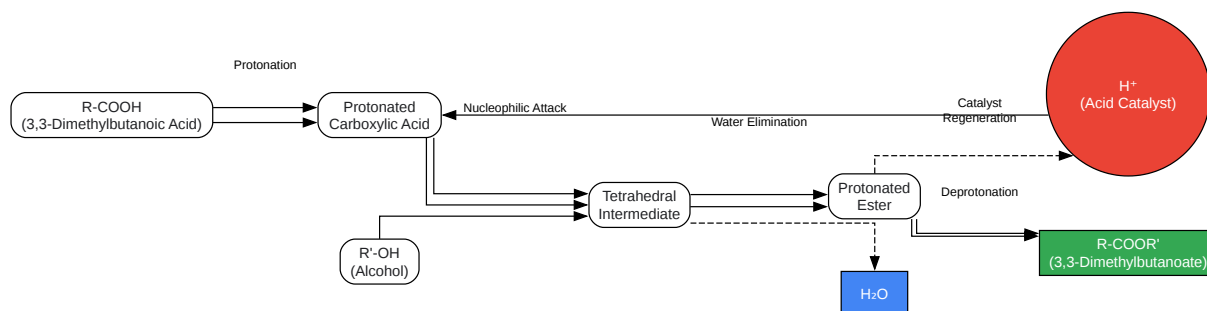 Protonation
R-COOH
(3,3-Dimethylbutanoic Acid)
Protonated
Carboxylic Acid
Nucleophilic Attack
Water Elimination
Catalyst
Regeneration
H⁺
(Acid Catalyst)
Tetrahedral
Intermediate
Protonated
Ester
Deprotonation
R'-OH
(Alcohol)
R-COOR'
(3,3-Dimethylbutanoate)
H₂O